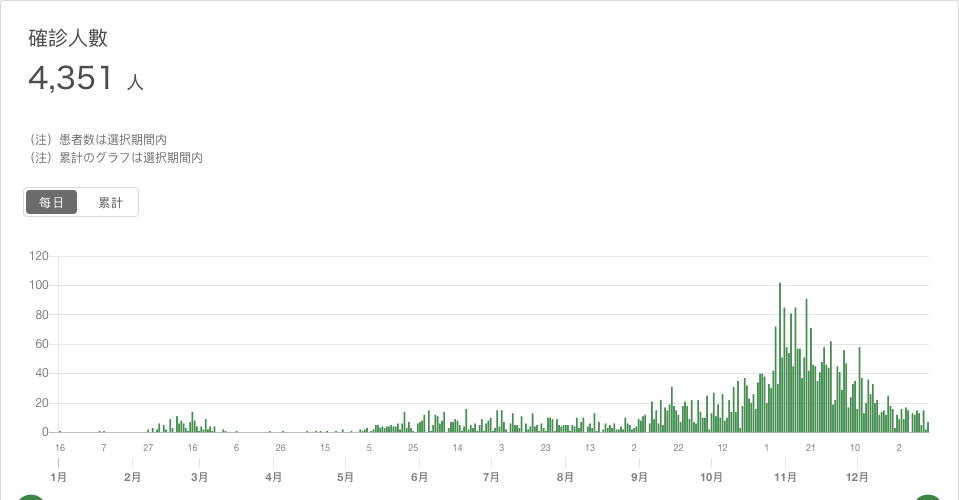 確診人數
4,351 人
（注）患者数は選択期間内
（注）累計のグラフは選択期間内
每日 累計
120
100
80
60
40
20
0
16 7 27 16 6 26 15 5 25 14 3 23 13 2 22 12 1 21 10 2
1月 2月 3月 4月 5月 6月 7月 8月 9月 10月 11月 12月